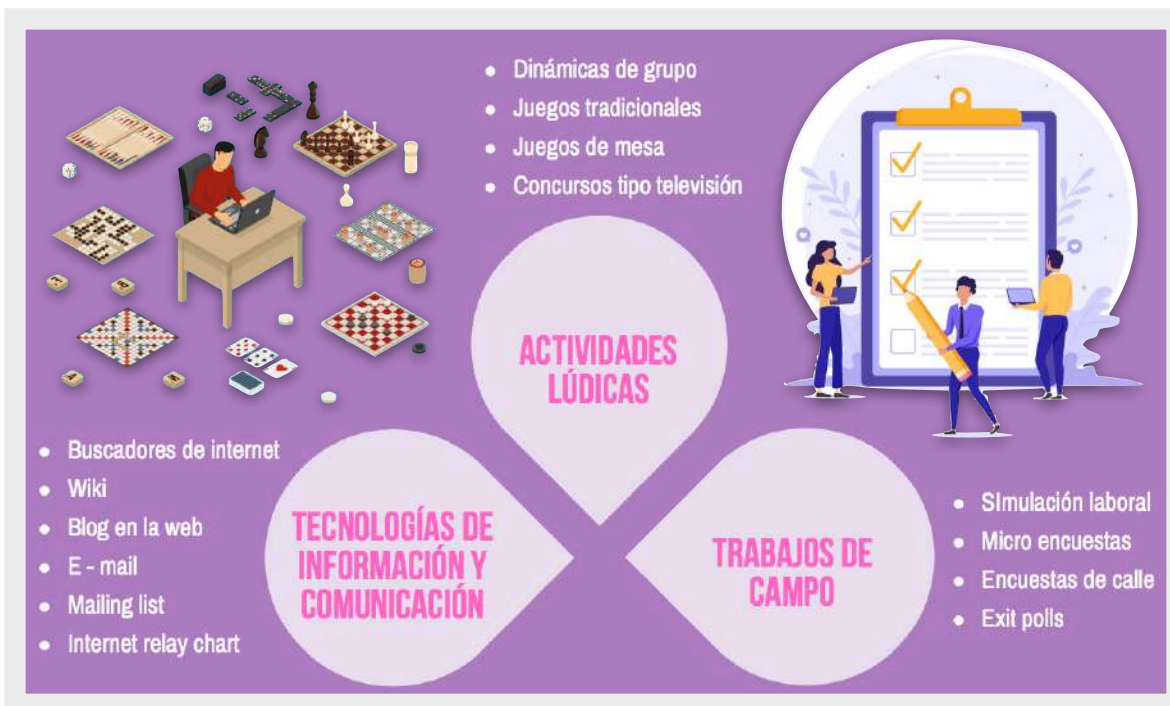 • Dinámicas de grupo
• Juegos tradicionales
• Juegos de mesa
• Concursos tipo televisión
ACTIVIDADES
LÚDICAS
• Buscadores de internet
• Wiki
• Blog en la web
• E - mail
• Mailing list
• Internet relay chart
TECNOLOGÍAS DE
INFORMACIÓN Y
COMUNICACIÓN
TRABAJOS DE
CAMPO
• SImulación laboral
• Micro encuestas
• Encuestas de calle
• Exit polls